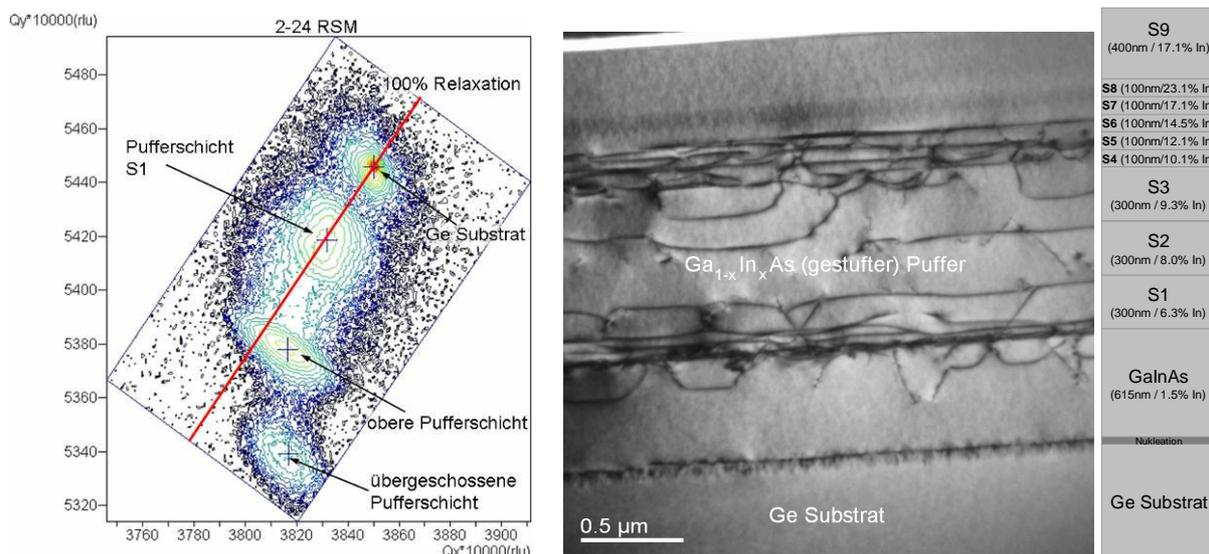 Qy*10000(rlu)
2-24 RSM
100% Relaxation
Pufferschicht
S1
Ge Substrat
obere Pufferschicht
übergeschossene
Pufferschicht
5480
5460
5440
5420
5400
5380
5360
5340
5320
3760
3780
3800
3820
3840
3860
3880
3900
Qy*10000(rlu)
Ga1-xInxAs (gestufter) Puffer
Ge Substrat
0.5 µm
S9
(400nm / 17.1% In)
S8 (100nm/23.1% In
S7 (100nm/17.1% In
S6 (100nm/14.5% In
S5 (100nm/12.1% In
S4 (100nm/10.1% In
S3
(300nm / 9.3% In)
S2
(300nm / 8.0% In)
S1
(300nm / 6.3% In)
GaInAs
(615nm / 1.5% In)
Nukleation
Ge Substrat